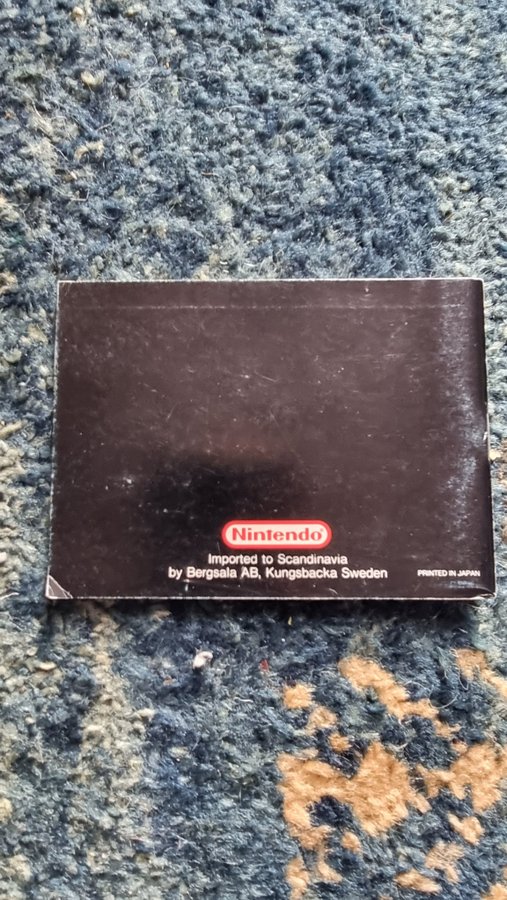 Nintendo
Imported to Scandinavia
by Bergsala AB, Kungsbacka Sweden
PRINTED IN JAPAN